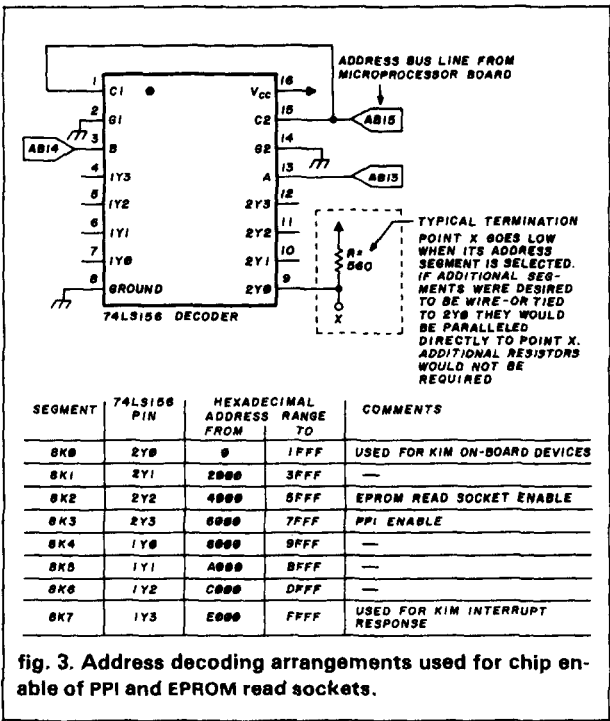 ADDRESS BUS LINE FROM
MICROPROCESSOR BOARD
1 C1
2 G1
3 B
AB14
4 1Y3
5 1Y2
6 1Y1
7 1Y0
8 GROUND
VCC 16
C2 15
AB15
G2 14
A 13
AB13
2Y3 12
2Y2 11
2Y1 10
2Y0 9
74LS156 DECODER
R=
560
X
TYPICAL TERMINATION
POINT X GOES LOW
WHEN ITS ADDRESS
SEGMENT IS SELECTED.
IF ADDITIONAL SEG-
MENTS WERE DESIRED
TO BE WIRE-OR TIED
TO 2Y0 THEY WOULD
BE PARALLELED
DIRECTLY TO POINT X.
ADDITIONAL RESISTORS
WOULD NOT BE
REQUIRED
SEGMENT 74LS156 PIN HEXADECIMAL ADDRESS RANGE FROM TO COMMENTS
8K0 2Y0 0 1FFF USED FOR KIM ON-BOARD DEVICES
8K1 2Y1 2000 3FFF —
8K2 2Y2 4000 5FFF EPROM READ SOCKET ENABLE
8K3 2Y3 6000 7FFF PPI ENABLE
8K4 1Y0 8000 9FFF —
8K5 1Y1 A000 BFFF —
8K6 1Y2 C000 DFFF —
8K7 1Y3 E000 FFFF USED FOR KIM INTERRUPT RESPONSE
fig. 3. Address decoding arrangements used for chip en-
able of PPI and EPROM read sockets.